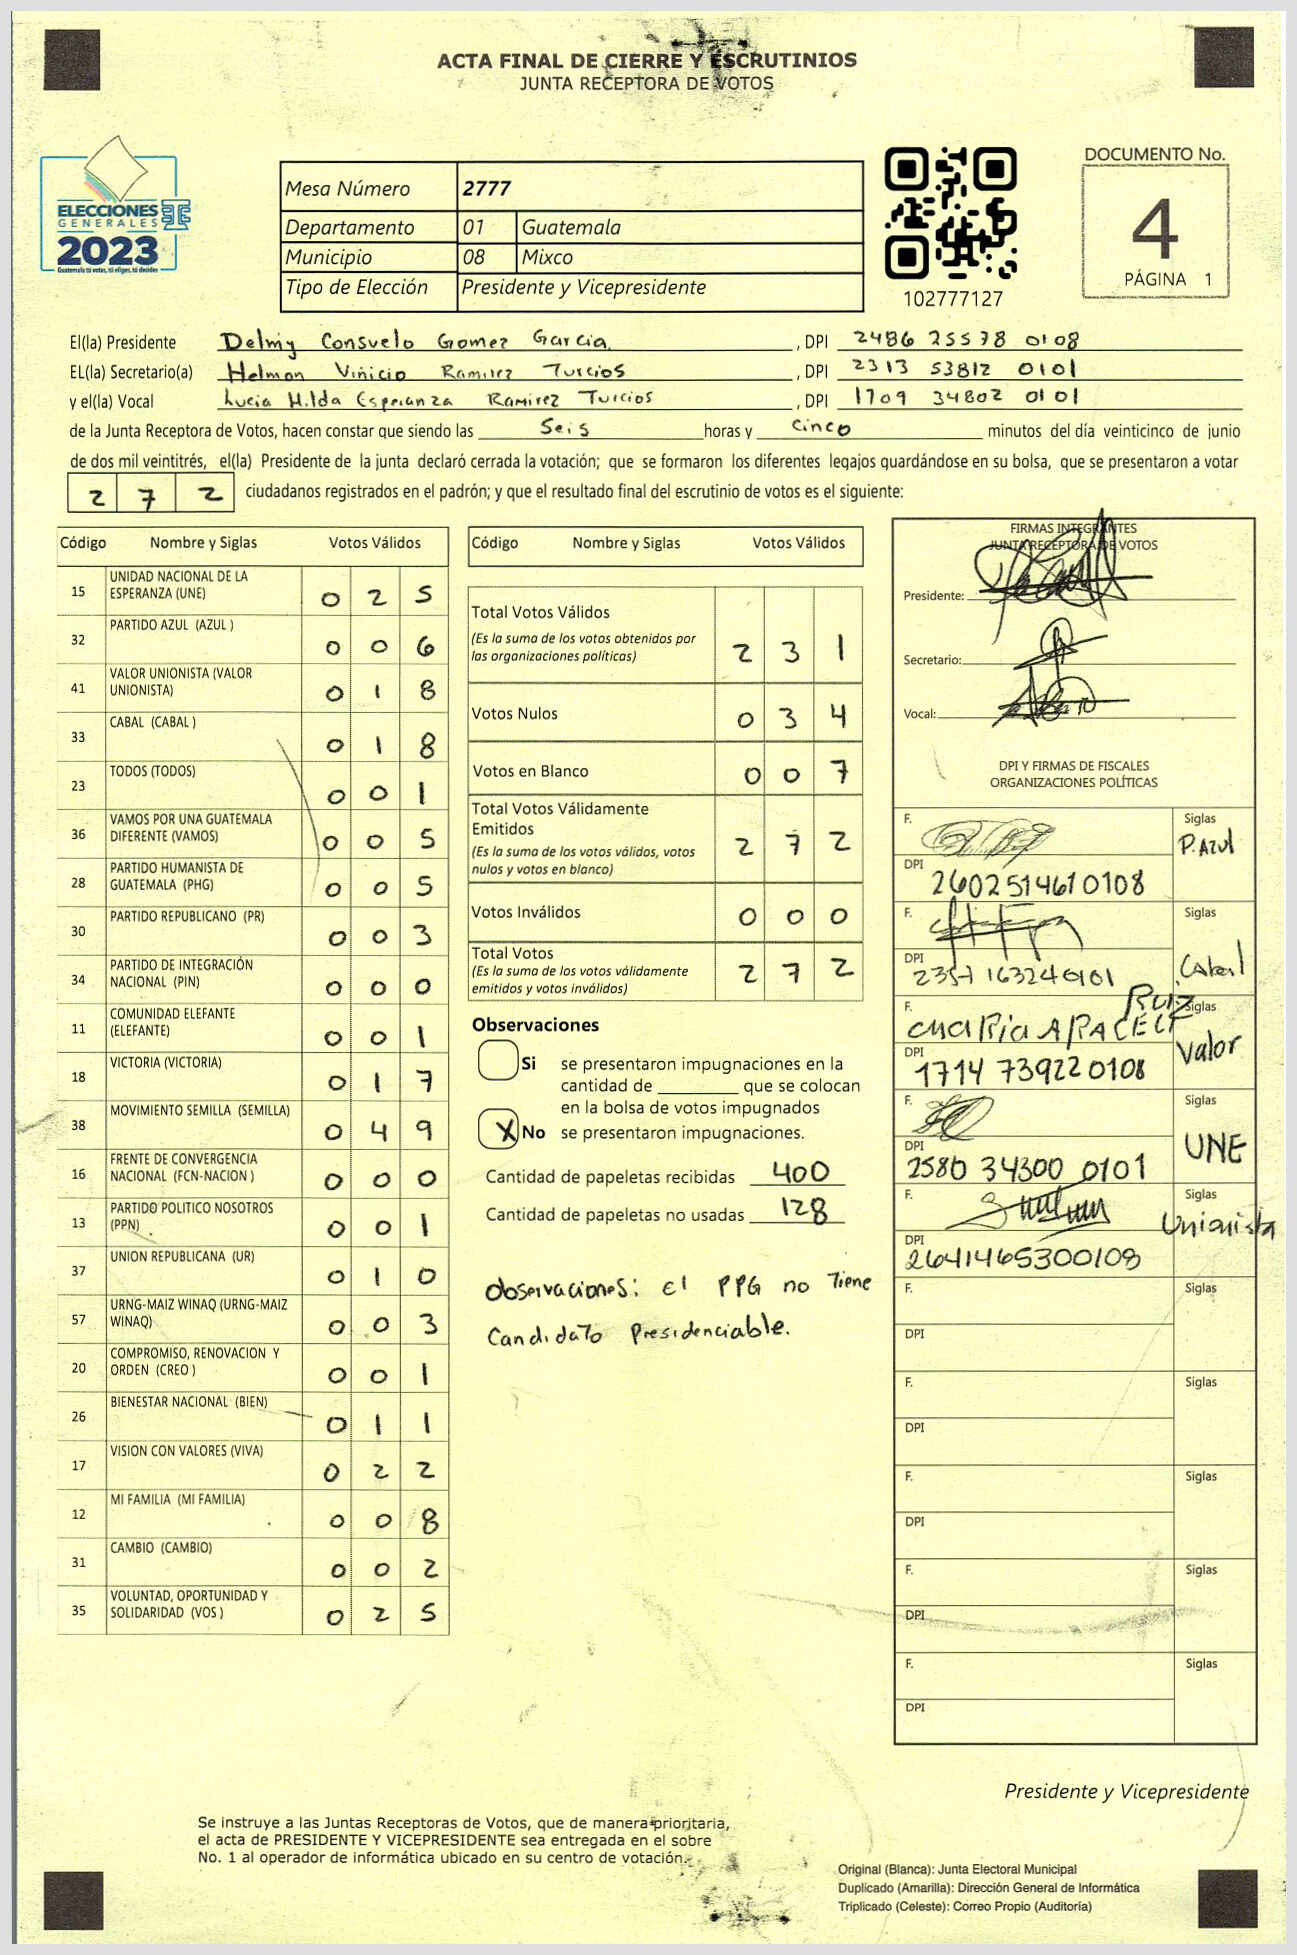 ACTA FINAL DE CIERRE Y ESCRUTINIOS
JUNTA RECEPTORA DE VOTOS
ELECCIONES
GENERALES
2023
Guatemala tú votas, tú eliges, tú decides
Mesa Número 2777
Departamento 01 Guatemala
Municipio 08 Mixco
Tipo de Elección Presidente y Vicepresidente
102777127
DOCUMENTO No.
4
PÁGINA 1
El(la) Presidente Delmy Consuelo Gomez Garcia. , DPI 2486 25578 0108
EL(la) Secretario(a) Helmon Vinicio Ramirez Turcios , DPI 2313 53812 0101
y el(la) Vocal Lucia Hilda Esperanza Ramirez Turcios , DPI 1709 34802 0101
de la Junta Receptora de Votos, hacen constar que siendo las Seis horas y cinco minutos del día veinticinco de junio
de dos mil veintitrés, el(la) Presidente de la junta declaró cerrada la votación; que se formaron los diferentes legajos guardándose en su bolsa, que se presentaron a votar
2 7 2 ciudadanos registrados en el padrón; y que el resultado final del escrutinio de votos es el siguiente:
Código Nombre y Siglas Votos Válidos
15 UNIDAD NACIONAL DE LA
ESPERANZA (UNE) 0 2 5
32 PARTIDO AZUL (AZUL ) 0 0 6
41 VALOR UNIONISTA (VALOR
UNIONISTA) 0 1 8
33 CABAL (CABAL ) 0 1 8
23 TODOS (TODOS) 0 0 1
36 VAMOS POR UNA GUATEMALA
DIFERENTE (VAMOS) 0 0 5
28 PARTIDO HUMANISTA DE
GUATEMALA (PHG) 0 0 5
30 PARTIDO REPUBLICANO (PR) 0 0 3
34 PARTIDO DE INTEGRACIÓN
NACIONAL (PIN) 0 0 0
11 COMUNIDAD ELEFANTE
(ELEFANTE) 0 0 1
18 VICTORIA (VICTORIA) 0 1 7
38 MOVIMIENTO SEMILLA (SEMILLA) 0 4 9
16 FRENTE DE CONVERGENCIA
NACIONAL (FCN-NACION ) 0 0 0
13 PARTIDO POLITICO NOSOTROS
(PPN) 0 0 1
37 UNION REPUBLICANA (UR) 0 1 0
57 URNG-MAIZ WINAQ (URNG-MAIZ
WINAQ) 0 0 3
20 COMPROMISO, RENOVACION Y
ORDEN (CREO ) 0 0 1
26 BIENESTAR NACIONAL (BIEN) 0 1 1
17 VISION CON VALORES (VIVA) 0 2 2
12 MI FAMILIA (MI FAMILIA) 0 0 8
31 CAMBIO (CAMBIO) 0 0 2
35 VOLUNTAD, OPORTUNIDAD Y
SOLIDARIDAD (VOS ) 0 2 5
Código Nombre y Siglas Votos Válidos
Total Votos Válidos
(Es la suma de los votos obtenidos por
las organizaciones políticas) 2 3 1
Votos Nulos 0 3 4
Votos en Blanco 0 0 7
Total Votos Válidamente
Emitidos
(Es la suma de los votos válidos, votos
nulos y votos en blanco) 2 7 2
Votos Inválidos 0 0 0
Total Votos
(Es la suma de los votos válidamente
emitidos y votos inválidos) 2 7 2
Observaciones
Si se presentaron impugnaciones en la
cantidad de ________ que se colocan
en la bolsa de votos impugnados
X No se presentaron impugnaciones.
Cantidad de papeletas recibidas 400
Cantidad de papeletas no usadas 128
Observaciones: el PPG no Tiene
Candidato Presidenciable.
FIRMAS INTEGRANTES
JUNTA RECEPTORA DE VOTOS
Presidente:
Secretario:
Vocal:
DPI Y FIRMAS DE FISCALES
ORGANIZACIONES POLÍTICAS
F. Siglas
P. Azul
DPI 2602514610108
F. Siglas
DPI 2357 163240101 Cabal
F. Maria Araceli Ruiz Siglas
DPI 1714 739220108 Valor
F. Siglas
UNE
DPI 2580 34300 0101
F. Siglas
Unionista
DPI 2641465300108
F. Siglas
DPI
F. Siglas
DPI
F. Siglas
DPI
F. Siglas
DPI
F. Siglas
DPI
Presidente y Vicepresidente
Se instruye a las Juntas Receptoras de Votos, que de manera prioritaria,
el acta de PRESIDENTE Y VICEPRESIDENTE sea entregada en el sobre
No. 1 al operador de informática ubicado en su centro de votación.
Original (Blanca): Junta Electoral Municipal
Duplicado (Amarilla): Dirección General de Informática
Triplicado (Celeste): Correo Propio (Auditoría)